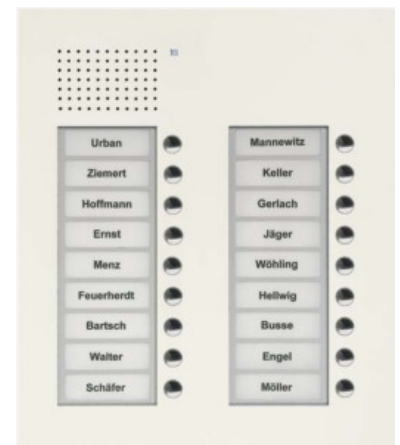 Urban
Ziemert
Hoffmann
Ernst
Menz
Feuerherdt
Bartsch
Walter
Schäfer
Mannewitz
Keller
Gerlach
Jäger
Wöhling
Hellwig
Busse
Engel
Möller